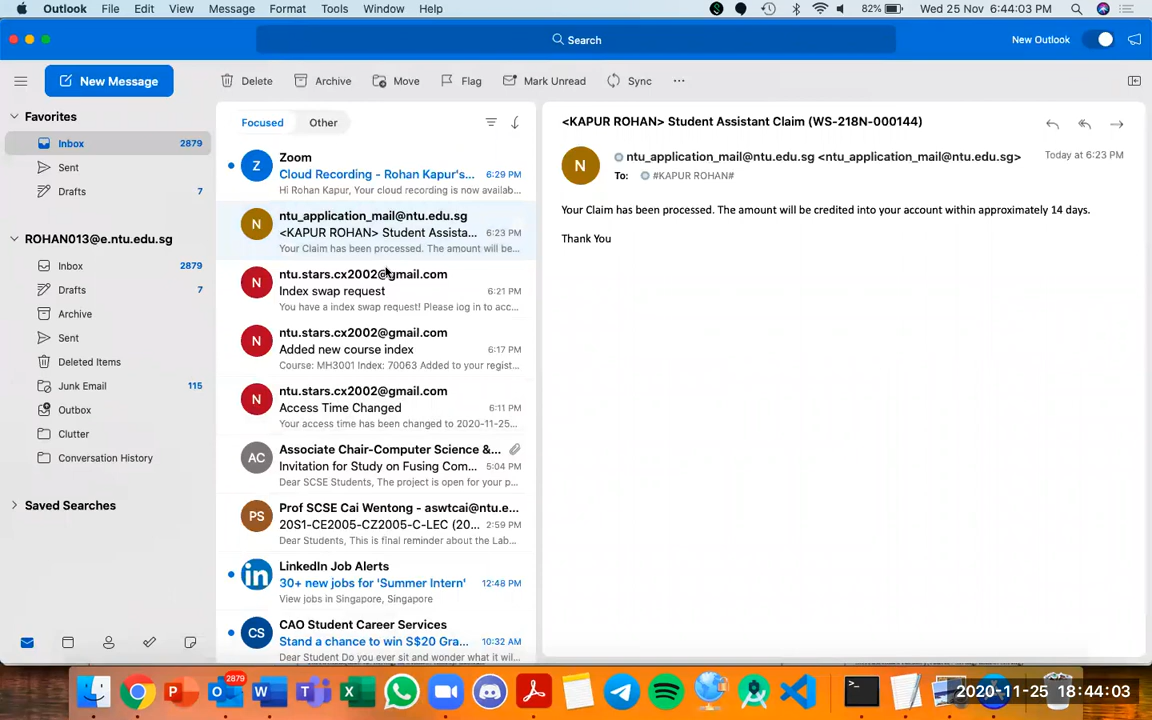 Outlook File Edit View Message Format Tools Window Help 82% Wed 25 Nov 6:44:03 PM
Search
New Outlook
New Message Delete Archive Move Flag Mark Unread Sync
Favorites
Inbox 2879
Sent
Drafts 7
ROHAN013@e.ntu.edu.sg
Inbox 2879
Drafts 7
Archive
Sent
Deleted Items
Junk Email 115
Outbox
Clutter
Conversation History
Saved Searches
Focused Other
Z
Zoom
Cloud Recording - Rohan Kapur's... 6:29 PM
Hi Rohan Kapur, Your cloud recording is now availab...
N
ntu_application_mail@ntu.edu.sg
<KAPUR ROHAN> Student Assista... 6:23 PM
Your Claim has been processed. The amount will be...
N
ntu.stars.cx2002@gmail.com
Index swap request 6:21 PM
You have a index swap request! Please log in to acc...
N
ntu.stars.cx2002@gmail.com
Added new course index 6:17 PM
Course: MH3001 Index: 70063 Added to your regist...
N
ntu.stars.cx2002@gmail.com
Access Time Changed 6:11 PM
Your access time has been changed to 2020-11-25...
AC
Associate Chair-Computer Science &...
Invitation for Study on Fusing Com... 5:04 PM
Dear SCSE Students, The project is open for your p...
PS
Prof SCSE Cai Wentong - aswtcai@ntu.e...
20S1-CE2005-CZ2005-C-LEC (20... 2:59 PM
Dear Students, This is final reminder about the Lab...
in
LinkedIn Job Alerts
30+ new jobs for 'Summer Intern' 12:48 PM
View jobs in Singapore, Singapore
CS
CAO Student Career Services
Stand a chance to win S$20 Gra... 10:32 AM
Dear Student Do you ever sit and wonder what it wil...
<KAPUR ROHAN> Student Assistant Claim (WS-218N-000144)
N
ntu_application_mail@ntu.edu.sg <ntu_application_mail@ntu.edu.sg> Today at 6:23 PM
To: #KAPUR ROHAN#
Your Claim has been processed. The amount will be credited into your account within approximately 14 days.
Thank You
2879
2020-11-25 18:44:03